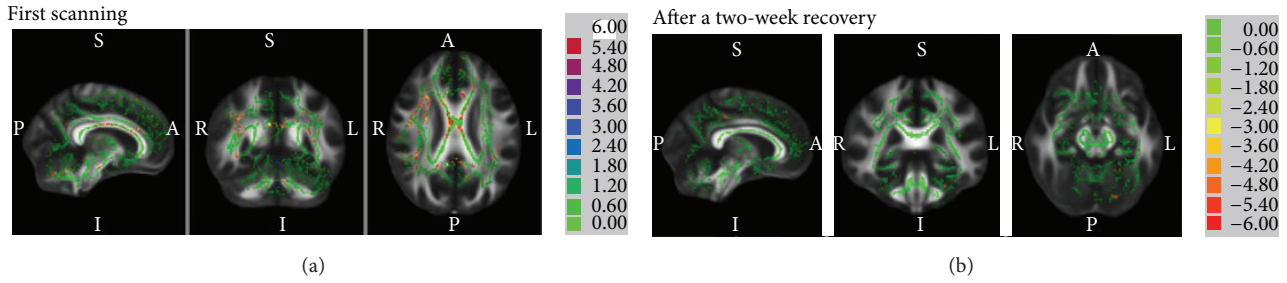 First scanning
S
P
A
I
S
R
L
I
A
R
L
P
6.00
5.40
4.80
4.20
3.60
3.00
2.40
1.80
1.20
0.60
0.00
(a)
After a two-week recovery
S
P
A
I
S
R
L
I
A
R
L
P
0.00
−0.60
−1.20
−1.80
−2.40
−3.00
−3.60
−4.20
−4.80
−5.40
−6.00
(b)